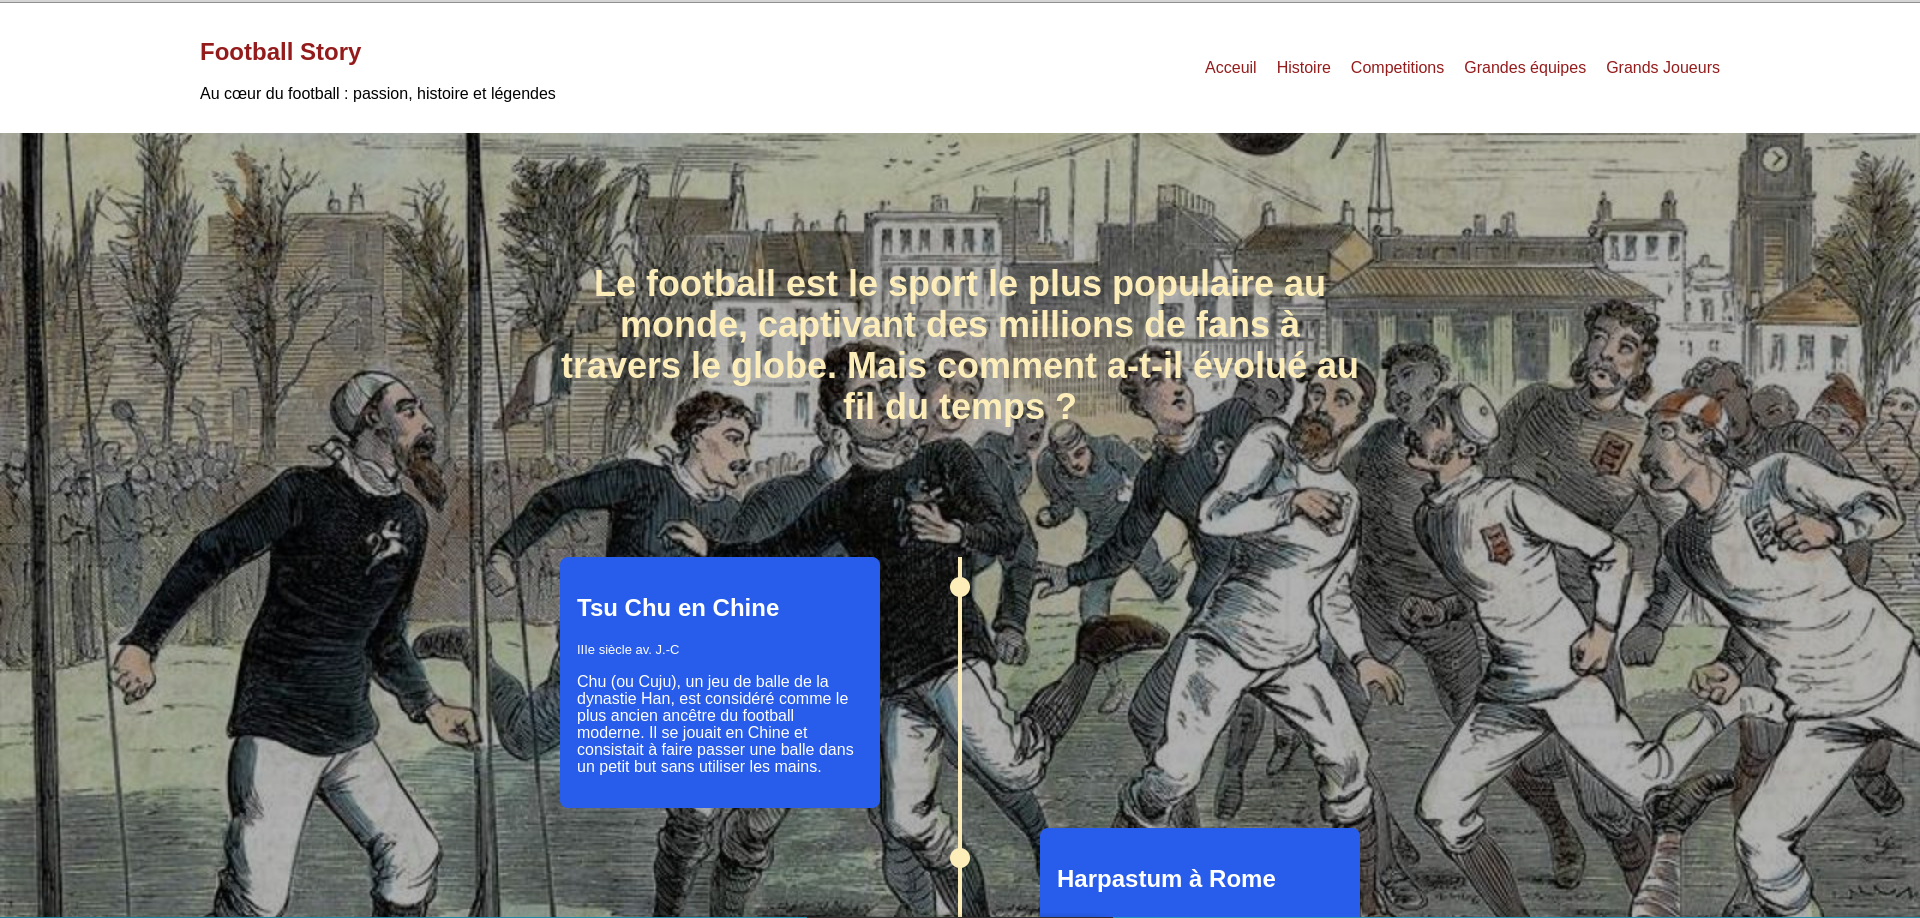 Football Story
Au cœur du football : passion, histoire et légendes
Acceuil Histoire Competitions Grandes équipes Grands Joueurs
Le football est le sport le plus populaire au
monde, captivant des millions de fans à
travers le globe. Mais comment a-t-il évolué au
fil du temps ?
Tsu Chu en Chine
IIIe siècle av. J.-C
Chu (ou Cuju), un jeu de balle de la
dynastie Han, est considéré comme le
plus ancien ancêtre du football
moderne. Il se jouait en Chine et
consistait à faire passer une balle dans
un petit but sans utiliser les mains.
Harpastum à Rome